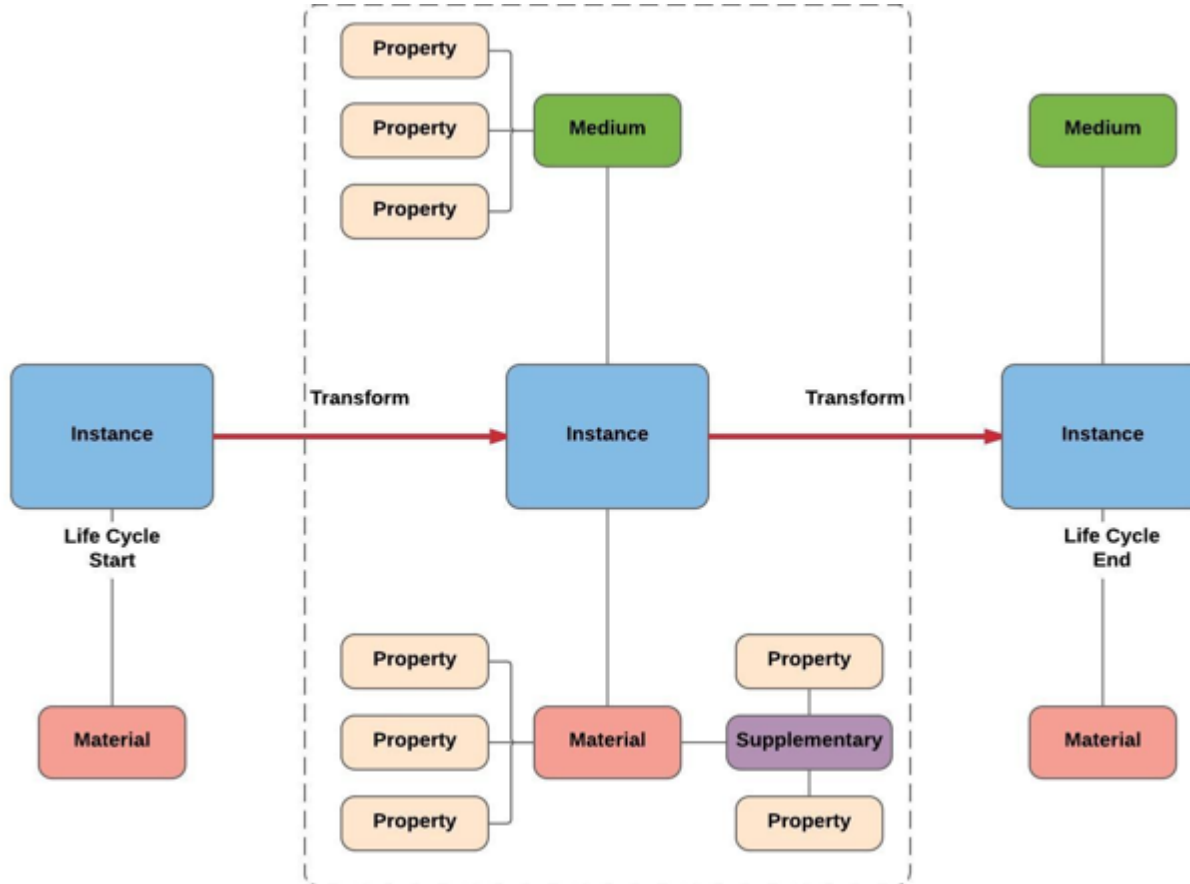 Property
Property
Medium
Medium
Property
Transform
Transform
Instance
Instance
Instance
Life Cycle
Start
Life Cycle
End
Property
Property
Property
Material
Material
Supplementary
Material
Property
Property